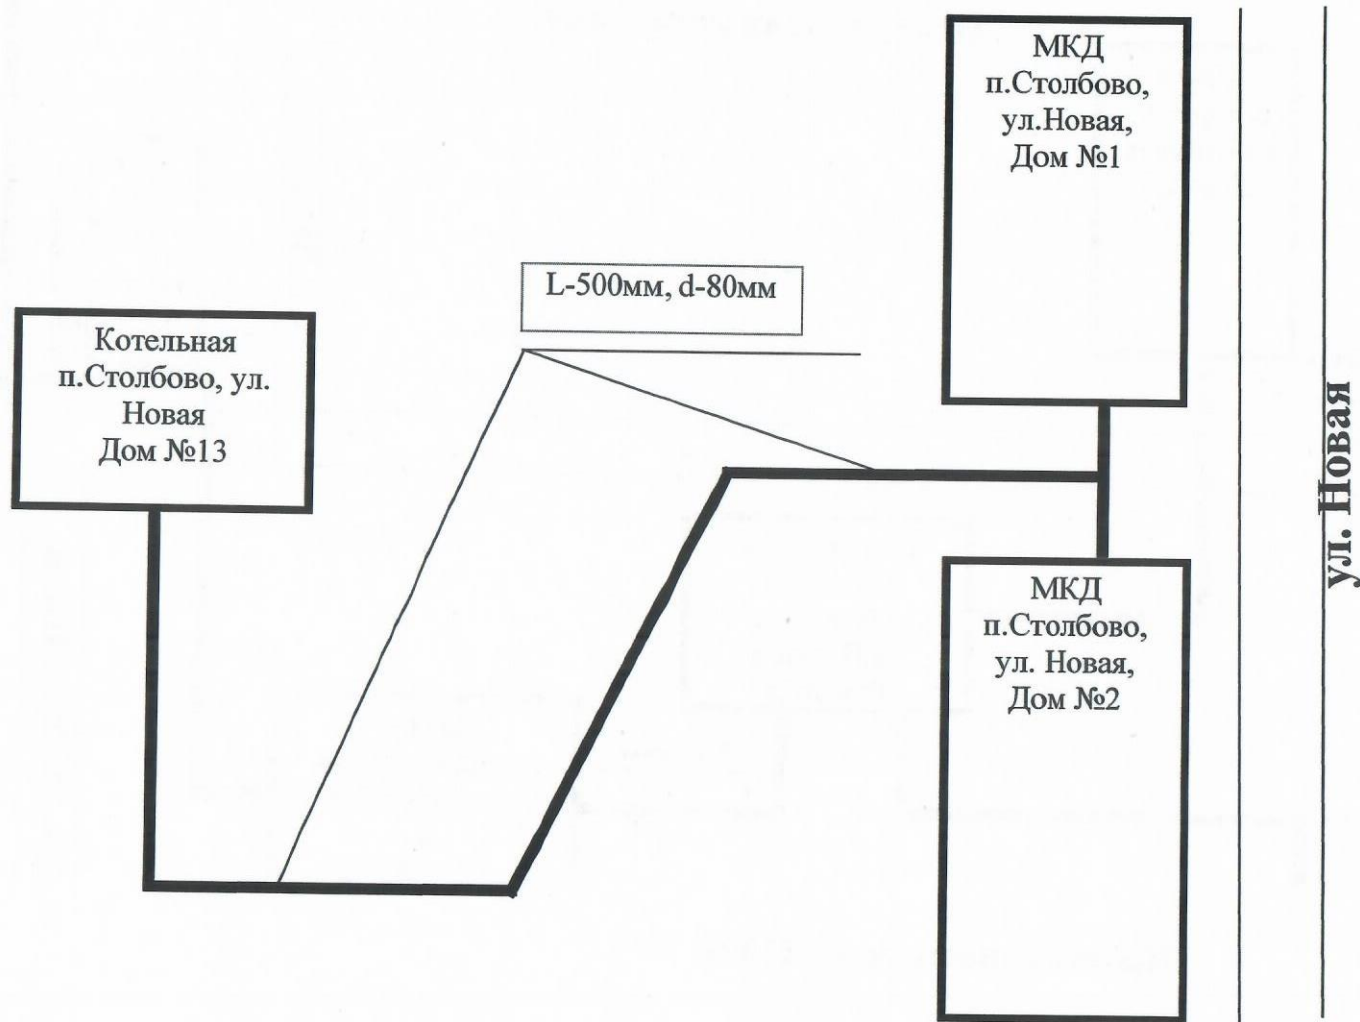 МКД
п.Столбово,
ул.Новая,
Дом №1
L-500мм, d-80мм
Котельная
п.Столбово, ул.
Новая
Дом №13
ул. Новая
МКД
п.Столбово,
ул. Новая,
Дом №2